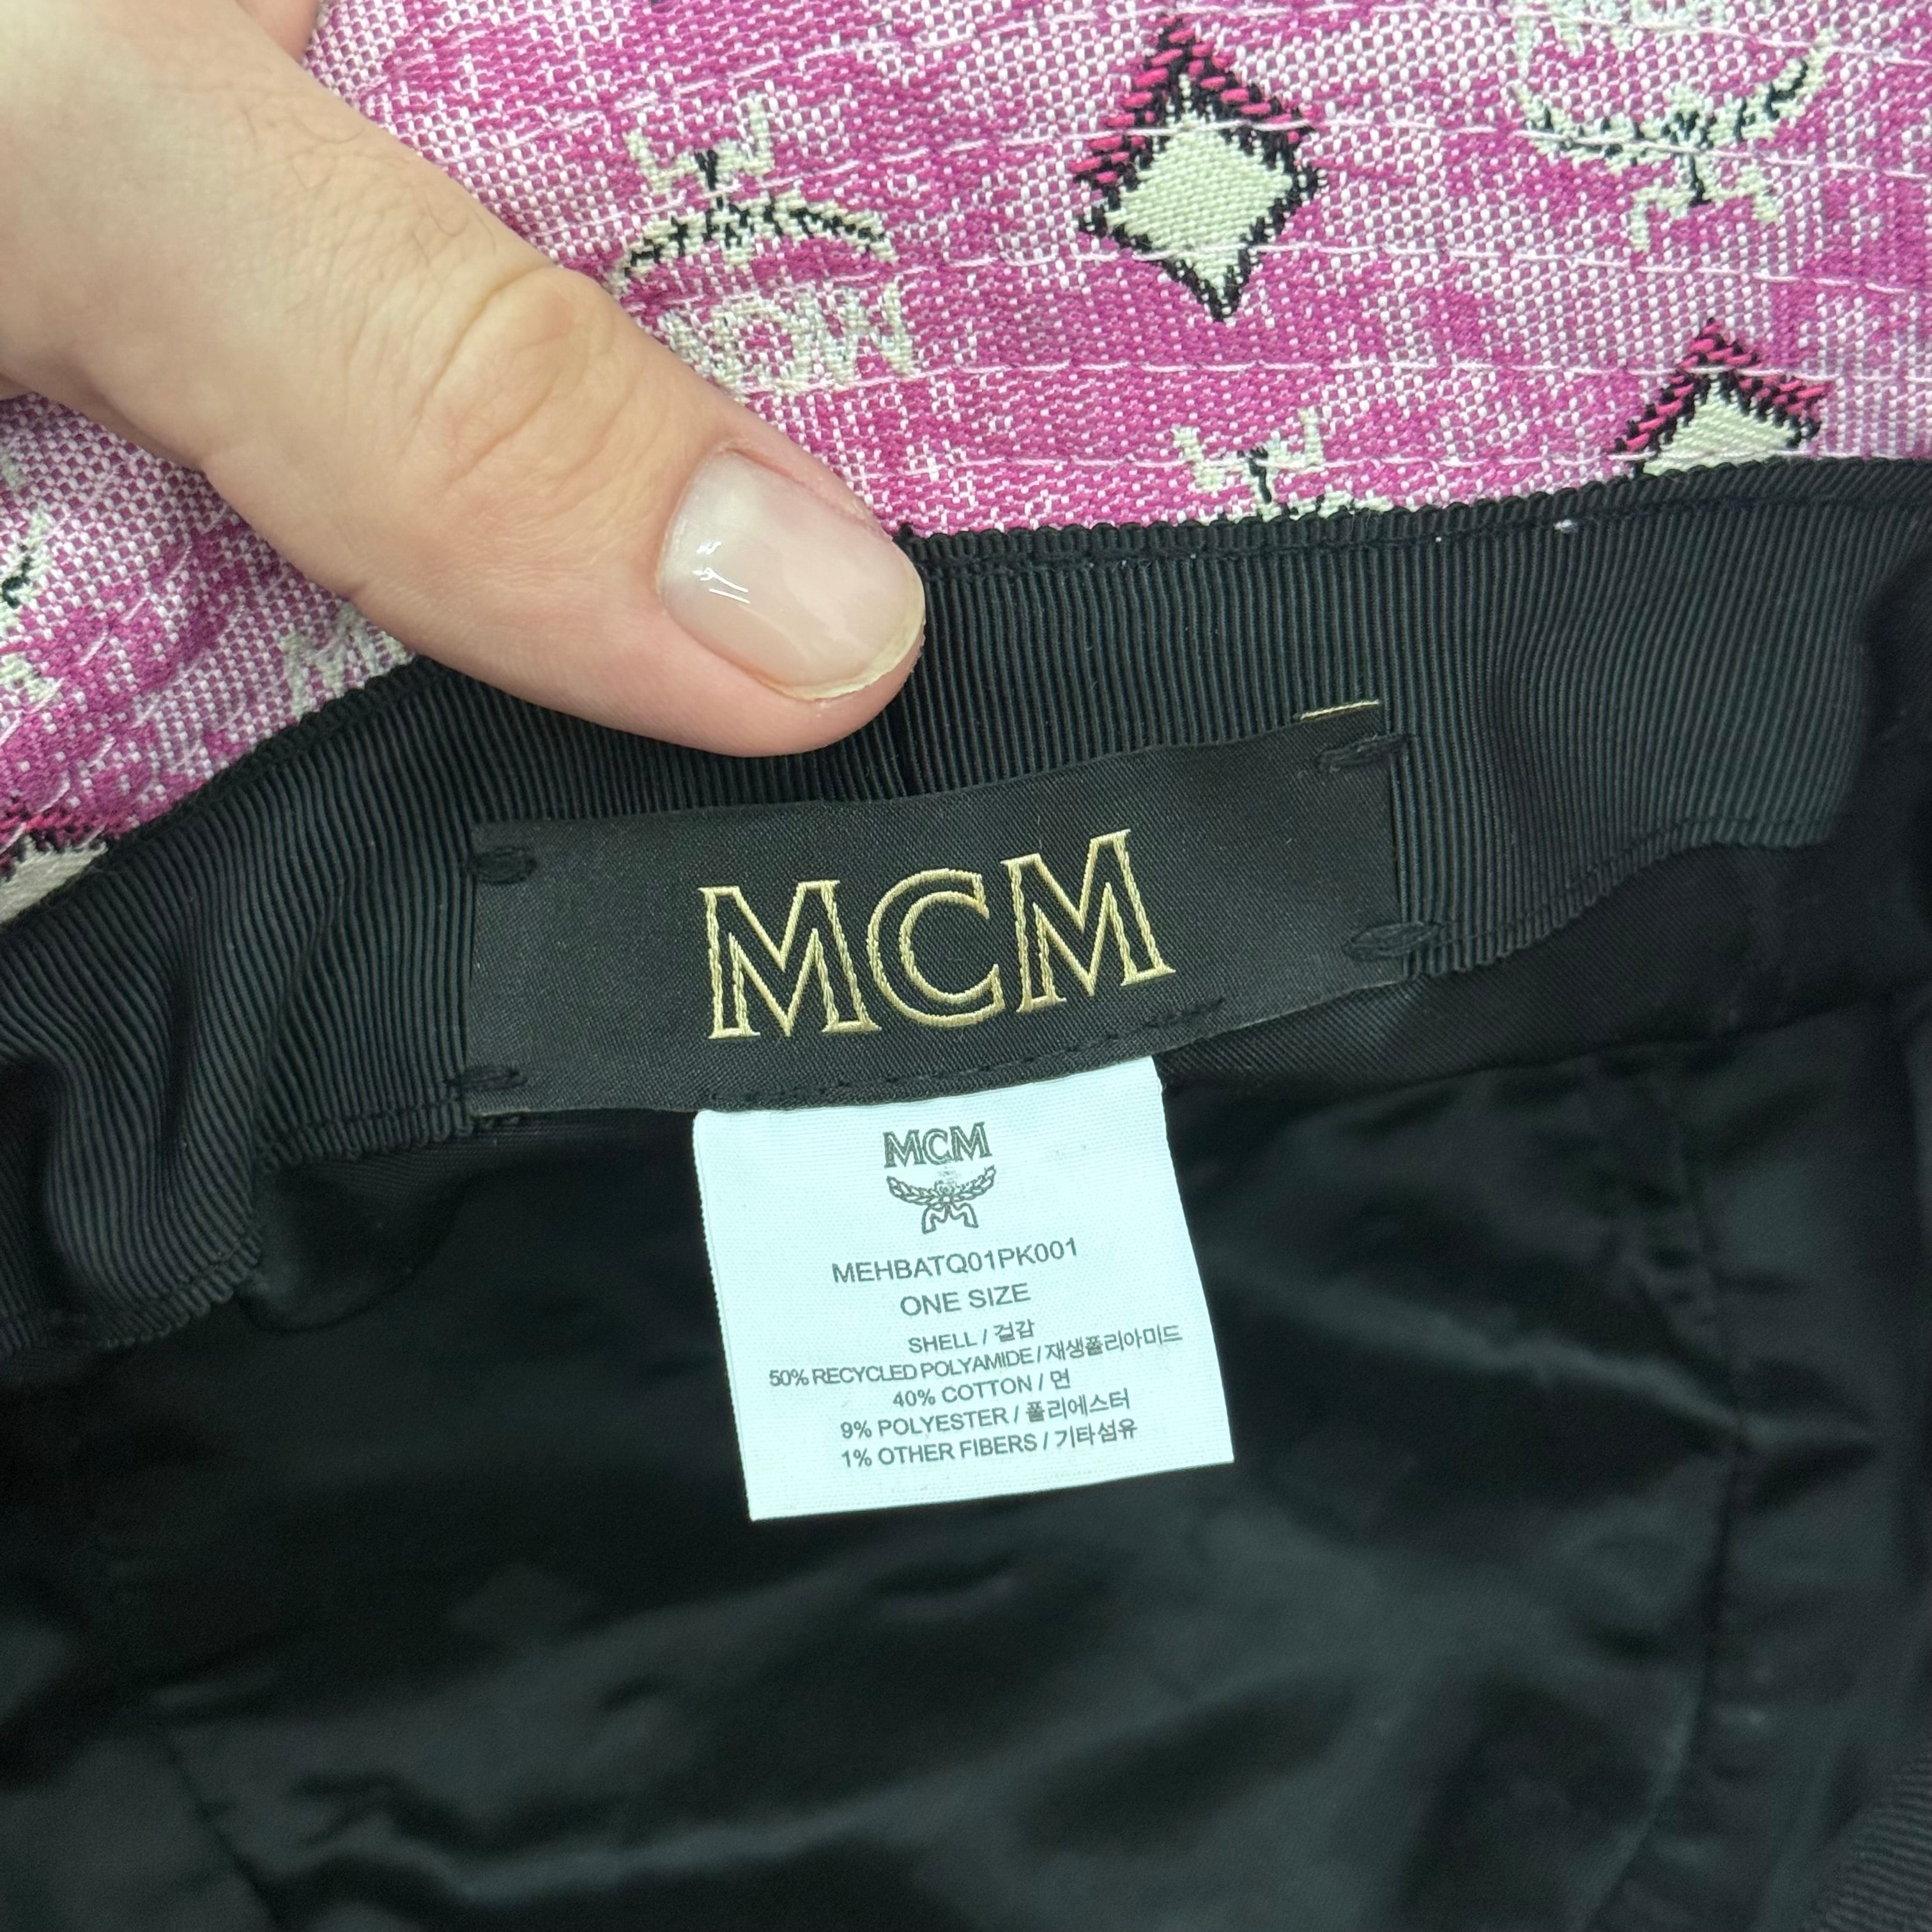 MCM
MCM
MCM
MEHBATQ01PK001
ONE SIZE
SHELL / 겉감
50% RECYCLED POLYAMIDE / 재생폴리아미드
40% COTTON / 면
9% POLYESTER / 폴리에스터
1% OTHER FIBERS / 기타섬유